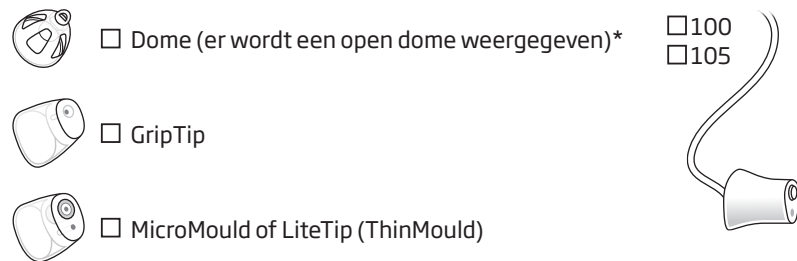 ☐ Dome (er wordt een open dome weergegeven)*
☐ 100
☐ 105
☐ GripTip
☐ MicroMould of LiteTip (ThinMould)